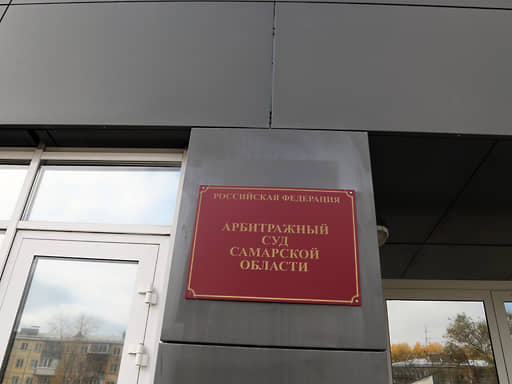 РОССИЙСКАЯ ФЕДЕРАЦИЯ
АРБИТРАЖНЫЙ
СУД
САМАРСКОЙ
ОБЛАСТИ